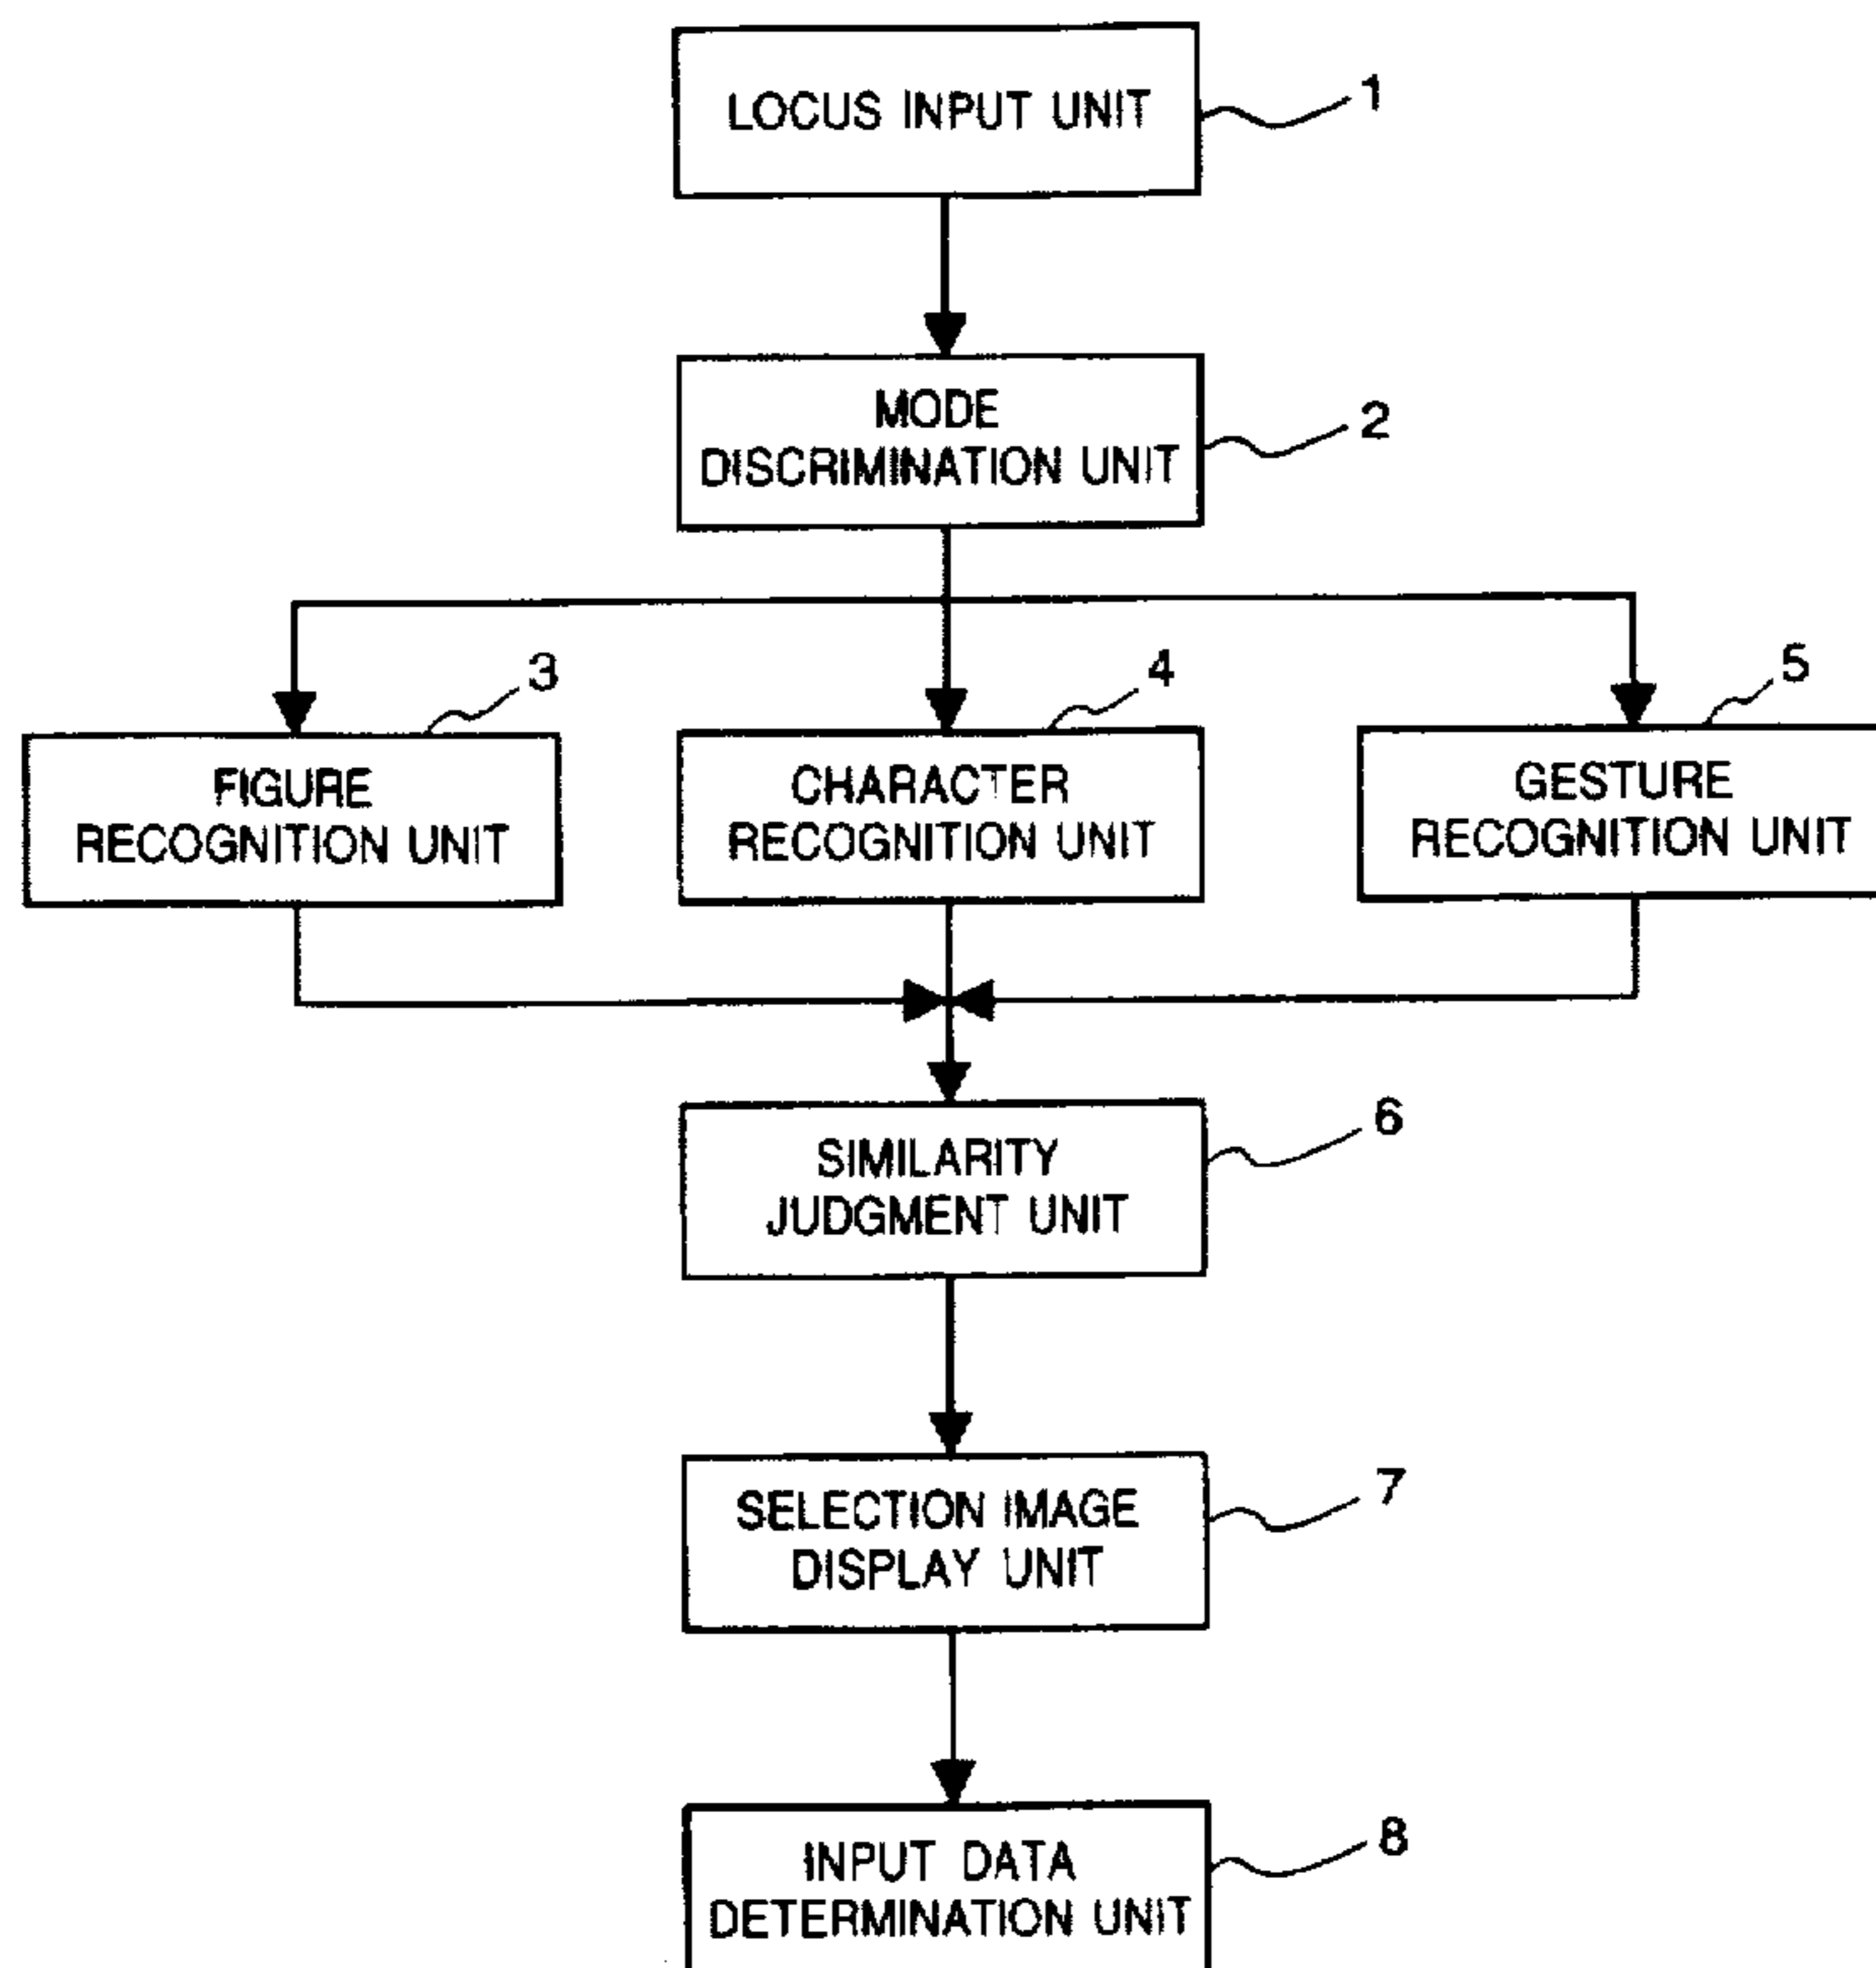 LOCUS INPUT UNIT
1
MODE
DISCRIMINATION UNIT
2
3
4
5
FIGURE
RECOGNITION UNIT
CHARACTER
RECOGNITION UNIT
GESTURE
RECOGNITION UNIT
6
SIMILARITY
JUDGMENT UNIT
7
SELECTION IMAGE
DISPLAY UNIT
8
INPUT DATA
DETERMINATION UNIT